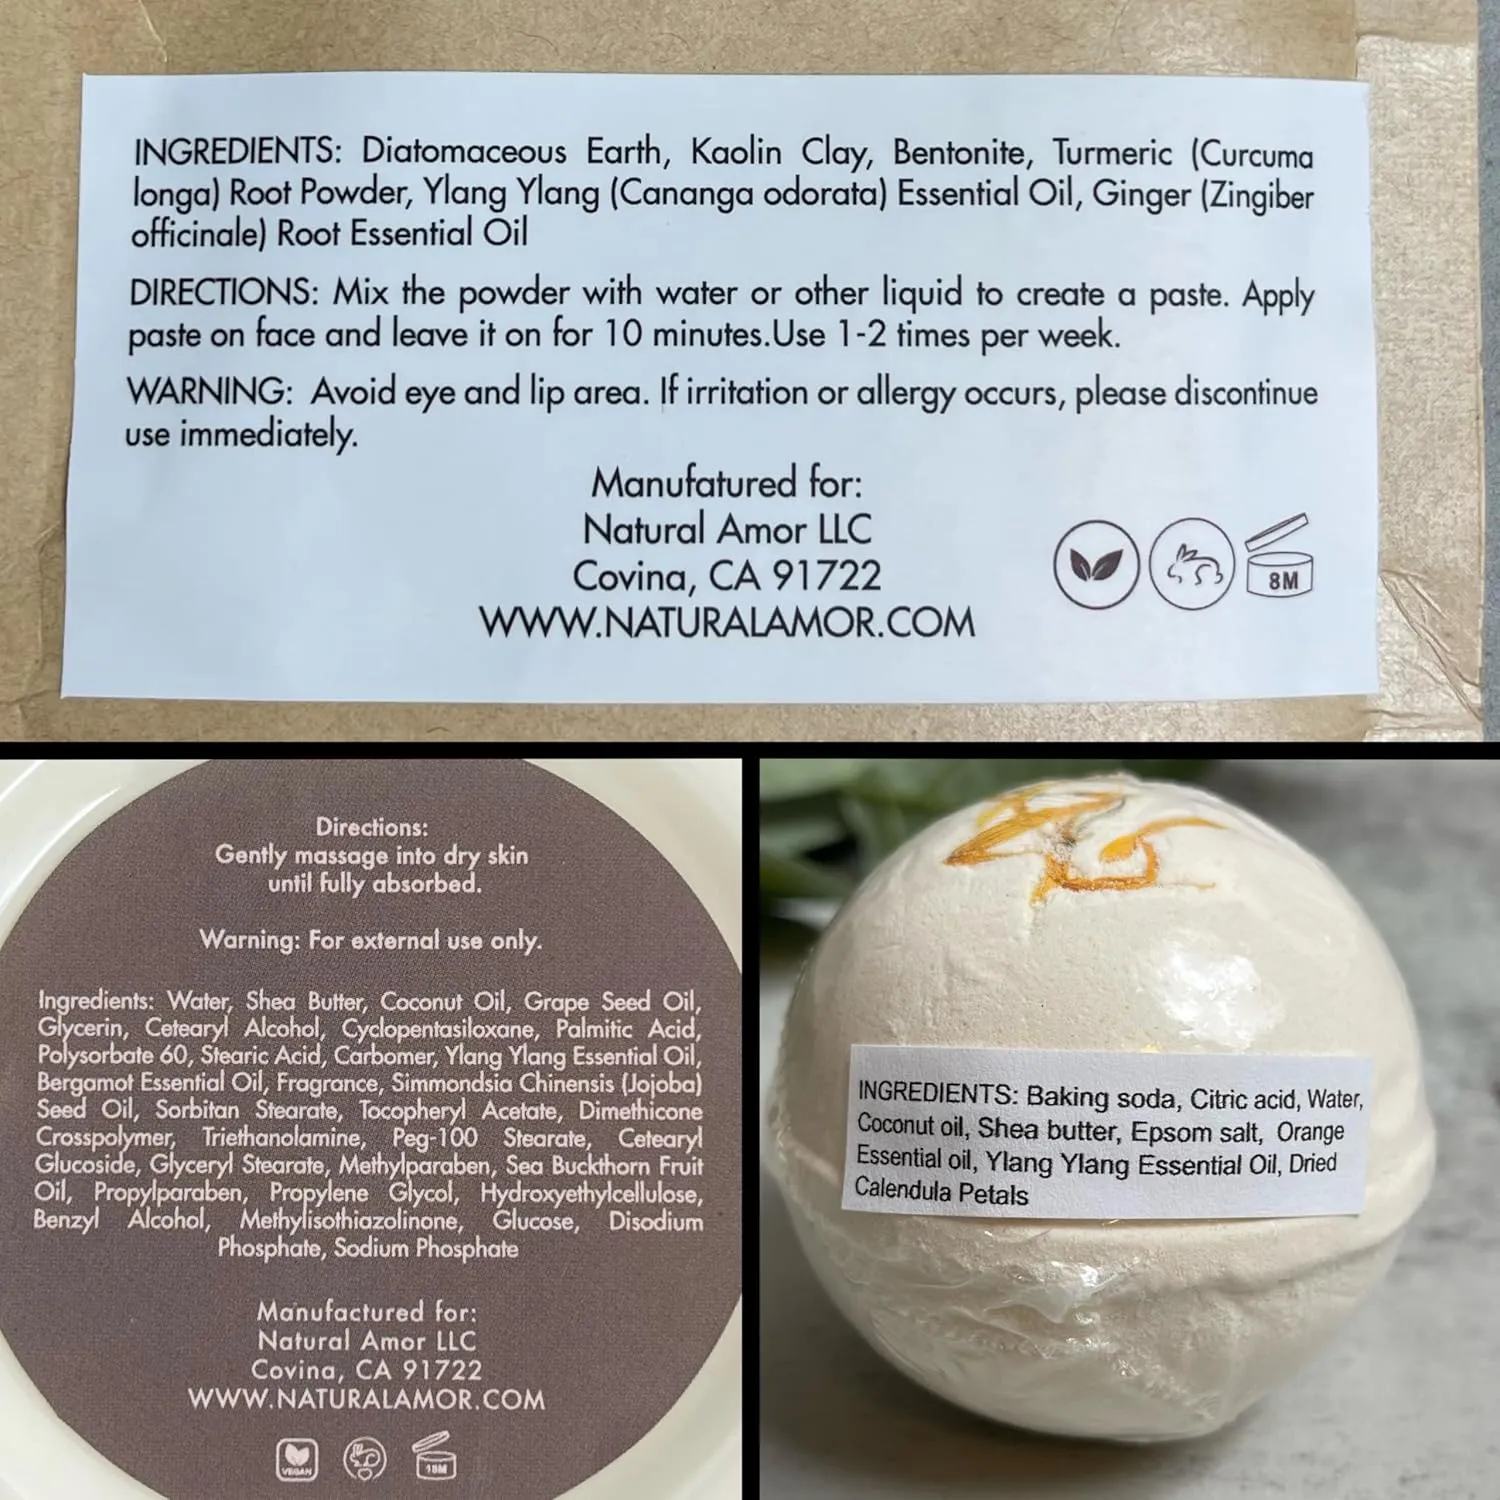 INGREDIENTS: Diatomaceous Earth, Kaolin Clay, Bentonite, Turmeric (Curcuma
longa) Root Powder, Ylang Ylang (Cananga odorata) Essential Oil, Ginger (Zingiber
officinale) Root Essential Oil
DIRECTIONS: Mix the powder with water or other liquid to create a paste. Apply
paste on face and leave it on for 10 minutes.Use 1-2 times per week.
WARNING: Avoid eye and lip area. If irritation or allergy occurs, please discontinue
use immediately.
Manufatured for:
Natural Amor LLC
Covina, CA 91722
WWW.NATURALAMOR.COM
8M
Directions:
Gently massage into dry skin
until fully absorbed.
Warning: For external use only.
Ingredients: Water, Shea Butter, Coconut Oil, Grape Seed Oil,
Glycerin, Cetearyl Alcohol, Cyclopentasiloxane, Palmitic Acid,
Polysorbate 60, Stearic Acid, Carbomer, Ylang Ylang Essential Oil,
Bergamot Essential Oil, Fragrance, Simmondsia Chinensis (Jojoba)
Seed Oil, Sorbitan Stearate, Tocopheryl Acetate, Dimethicone
Crosspolymer, Triethanolamine, Peg-100 Stearate, Cetearyl
Glucoside, Glyceryl Stearate, Methylparaben, Sea Buckthorn Fruit
Oil, Propylparaben, Propylene Glycol, Hydroxyethylcellulose,
Benzyl Alcohol, Methylisothiazolinone, Glucose, Disodium
Phosphate, Sodium Phosphate
Manufactured for:
Natural Amor LLC
Covina, CA 91722
WWW.NATURALAMOR.COM
VEGAN
18M
INGREDIENTS: Baking soda, Citric acid, Water,
Coconut oil, Shea butter, Epsom salt, Orange
Essential oil, Ylang Ylang Essential Oil, Dried
Calendula Petals